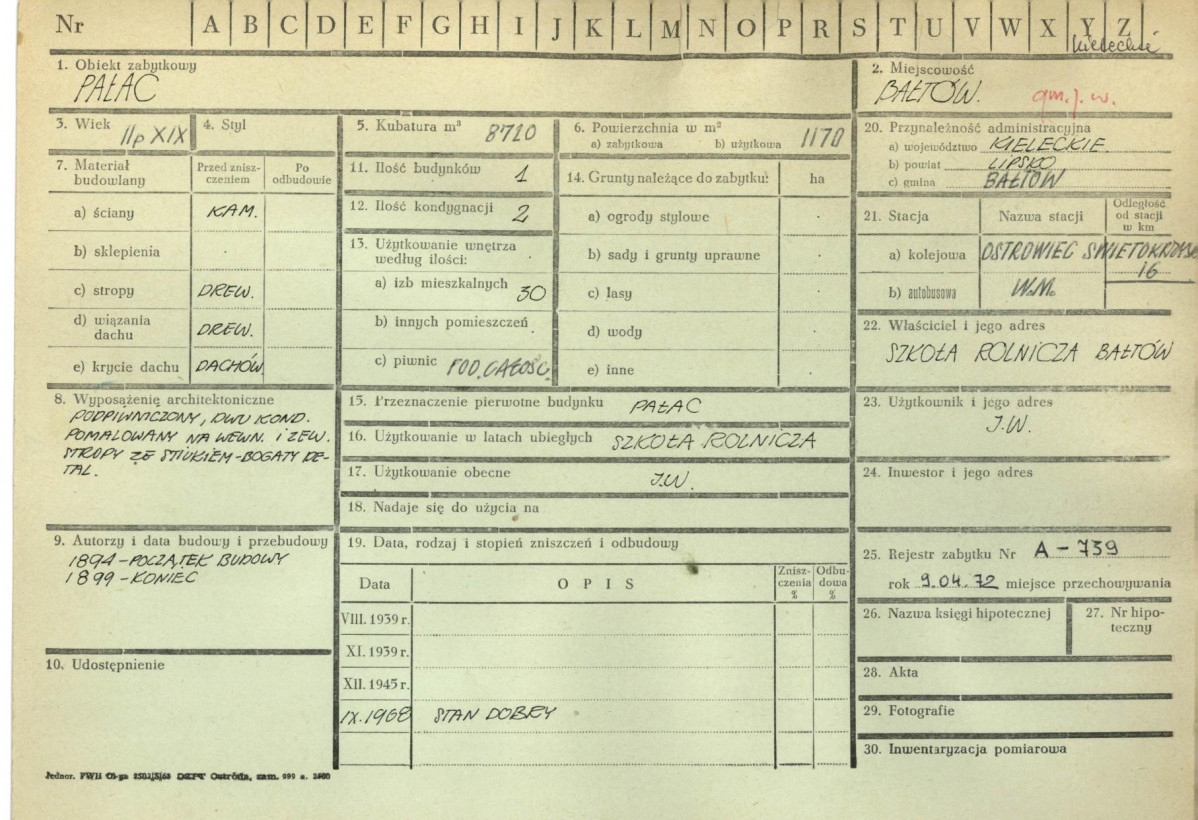 Nr A B C D E F G H I J K L M N O P R S T U V W X Y Z
kieleckie
1. Obiekt zabytkowy
PAŁAC
2. Miejscowość
BAŁTÓW.
gm. j. w.
3. Wiek IIp XIX
4. Styl
5. Kubatura m³ 8710
6. Powierzchnia w m²
a) zabytkowa b) użytkowa 1170
20. Przynależność administracyjna
a) województwo KIELECKIE.
b) powiat LIPSKO
c) gmina BAŁTÓW
7. Materiał budowlany
Przed zniszczeniem
Po odbudowie
a) ściany KAM.
b) sklepienia
c) stropy DREW.
d) wiązania dachu DREW.
e) krycie dachu DACHÓW
11. Ilość budynków 1
12. Ilość kondygnacji 2
13. Użytkowanie wnętrza
według ilości:
a) izb mieszkalnych 30
b) innych pomieszczeń
c) piwnic POD. CAŁOŚC.
14. Grunty należące do zabytku: ha
a) ogrody stylowe
b) sady i grunty uprawne
c) lasy
d) wody
e) inne
21. Stacja
Nazwa stacji
Odległość od stacji w km
a) kolejowa OSTROWIEC ŚWIETOKRZYSK
16
b) autobusowa W.M.
22. Właściciel i jego adres
SZKOŁA ROLNICZA BAŁTÓW
8. Wyposażenie architektoniczne
PODPIWNICZONY, DWU KOND.
POMALOWANY NA WEWN. I ZEW.
STROPY ZE STIUKIEM-BOGATY DE-
TAL.
15. Przeznaczenie pierwotne budynku PAŁAC
16. Użytkowanie w latach ubiegłych SZKOŁA ROLNICZA
17. Użytkowanie obecne J.W.
18. Nadaje się do użycia na
23. Użytkownik i jego adres
J.W.
24. Inwestor i jego adres
9. Autorzy i data budowy i przebudowy
1894 - POCZĄTEK BUDOWY
1899 - KONIEC
19. Data, rodzaj i stopień zniszczeń i odbudowy
Data
OPIS
Zniszczenia %
Odbudowa %
VIII. 1939 r.
XI. 1939 r.
XII. 1945 r.
IX. 1968 STAN DOBRY
25. Rejestr zabytku Nr A - 739
rok 9.04.72 miejsce przechowywania
26. Nazwa księgi hipotecznej
27. Nr hipoteczny
10. Udostępnienie
28. Akta
29. Fotografie
30. Inwentaryzacja pomiarowa
Jednor. DZPT Ostróda, zam. 999